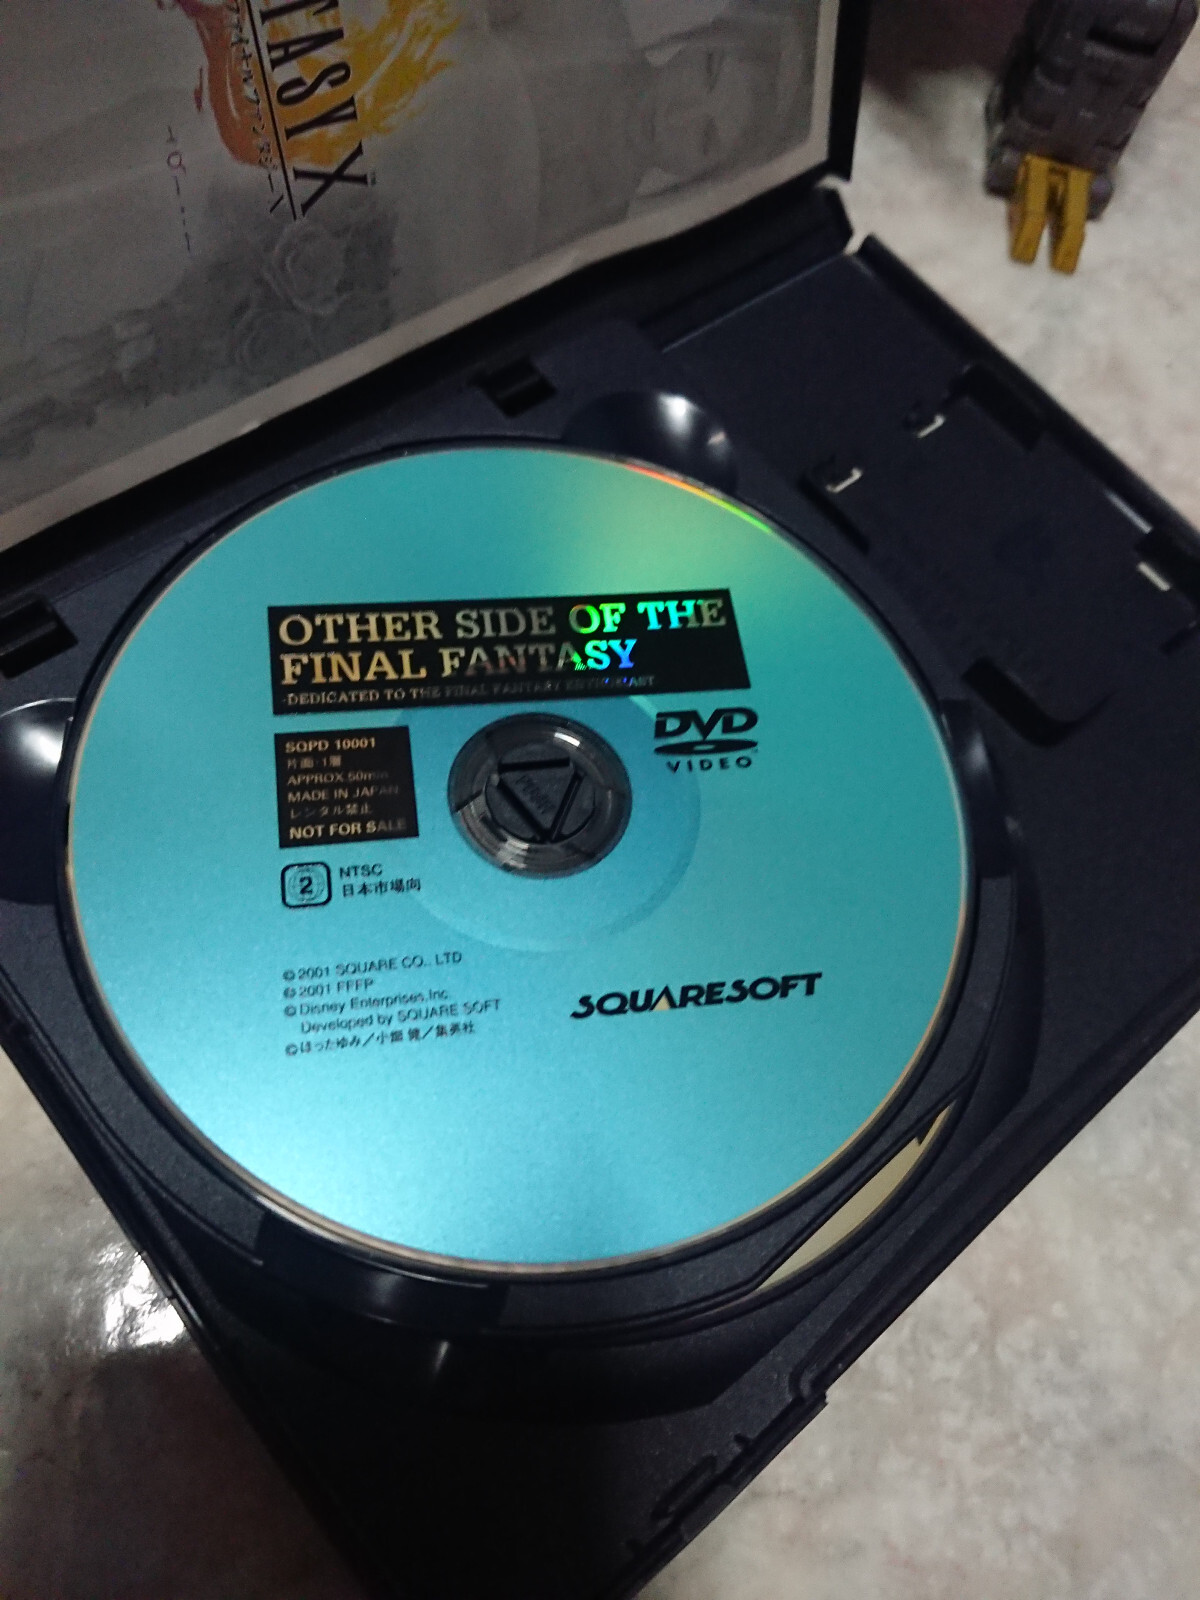 TASY X
OTHER SIDE OF THE
FINAL FANTASY
-DEDICATED TO THE FINAL FANTASY ENTHUSIAST
DVD
VIDEO
SQPD 10001
片面·1層
APPROX.50min
MADE IN JAPAN
レンタル禁止
NOT FOR SALE
2
NTSC
日本市場向
© 2001 SQUARE CO., LTD
© 2001 FFFP
© Disney Enterprises,Inc.
Developed by SQUARE SOFT
© ほったゆみ／小畑 健／集英社
SQUARESOFT